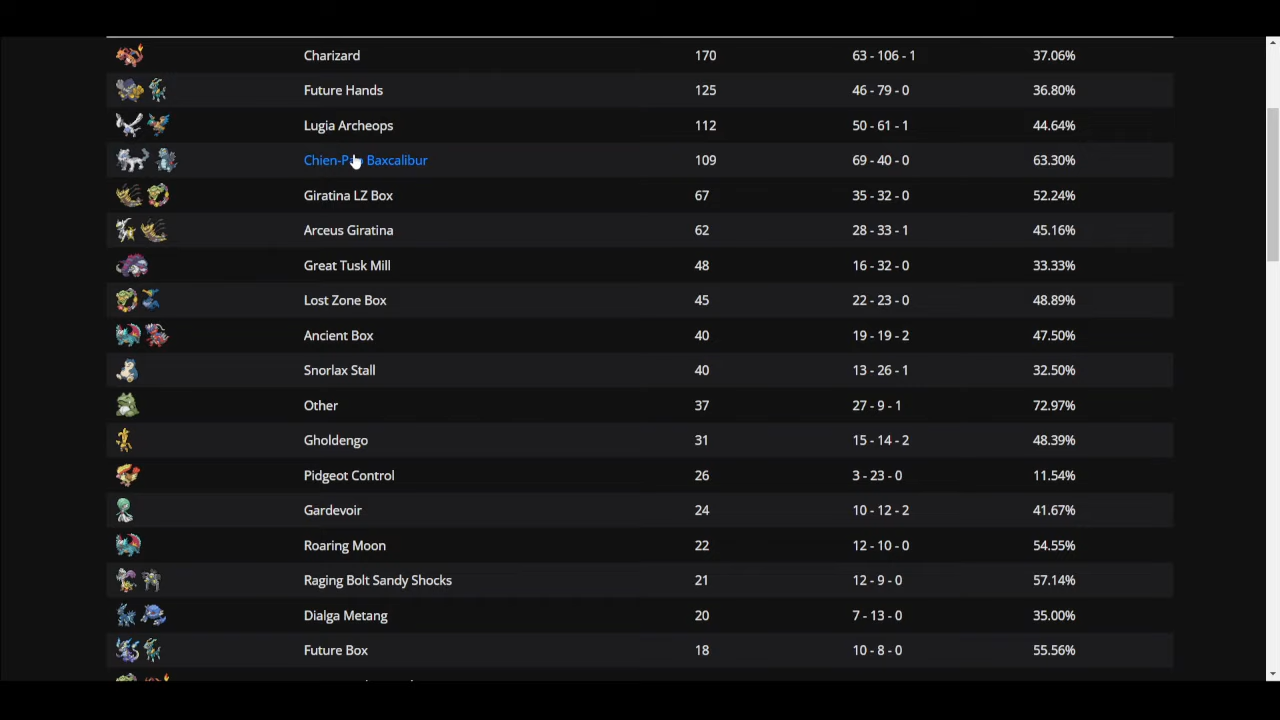 Charizard 170 63 - 106 - 1 37.06%
Future Hands 125 46 - 79 - 0 36.80%
Lugia Archeops 112 50 - 61 - 1 44.64%
Chien-P Baxcalibur 109 69 - 40 - 0 63.30%
Giratina LZ Box 67 35 - 32 - 0 52.24%
Arceus Giratina 62 28 - 33 - 1 45.16%
Great Tusk Mill 48 16 - 32 - 0 33.33%
Lost Zone Box 45 22 - 23 - 0 48.89%
Ancient Box 40 19 - 19 - 2 47.50%
Snorlax Stall 40 13 - 26 - 1 32.50%
Other 37 27 - 9 - 1 72.97%
Gholdengo 31 15 - 14 - 2 48.39%
Pidgeot Control 26 3 - 23 - 0 11.54%
Gardevoir 24 10 - 12 - 2 41.67%
Roaring Moon 22 12 - 10 - 0 54.55%
Raging Bolt Sandy Shocks 21 12 - 9 - 0 57.14%
Dialga Metang 20 7 - 13 - 0 35.00%
Future Box 18 10 - 8 - 0 55.56%